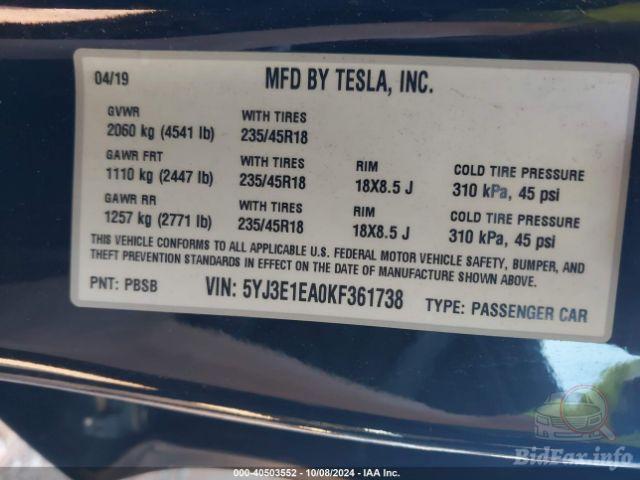 04/19
MFD BY TESLA, INC.
GVWR
2060 kg (4541 lb)
WITH TIRES
235/45R18
GAWR FRT
1110 kg (2447 lb)
WITH TIRES
235/45R18
RIM
18X8.5 J
COLD TIRE PRESSURE
310 kPa, 45 psi
GAWR RR
1257 kg (2771 lb)
WITH TIRES
235/45R18
RIM
18X8.5 J
COLD TIRE PRESSURE
310 kPa, 45 psi
THIS VEHICLE CONFORMS TO ALL APPLICABLE U.S. FEDERAL MOTOR VEHICLE SAFETY, BUMPER, AND
THEFT PREVENTION STANDARDS IN EFFECT ON THE DATE OF MANUFACTURE SHOWN ABOVE.
PNT: PBSB
VIN: 5YJ3E1EA0KF361738
TYPE: PASSENGER CAR
BidFax.info
000-40503552 - 10/08/2024 - IAA Inc.